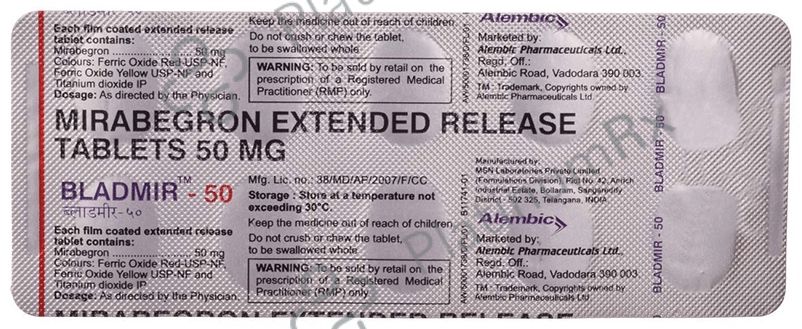 Each film coated extended release
tablet contains:
Mirabegron ..................... 50 mg
Colours: Ferric Oxide Red-USP-NF,
Ferric Oxide Yellow USP-NF and
Titanium dioxide IP
Dosage: As directed by the Physician.
Keep the medicine out of reach of children.
Do not crush or chew the tablet,
to be swallowed whole
WARNING: To be sold by retail on the
prescription of a Registered Medical
Practitioner (RMP) only.
Alembic
Marketed by:
Alembic Pharmaceuticals Ltd.,
Regd. Off.:
Alembic Road, Vadodara 390 003.
TM : Trademark, Copyrights owned by
Alembic Pharmaceuticals Ltd
BLADMIR - 50
MIRABEGRON EXTENDED RELEASE
TABLETS 50 MG
BLADMIR™ - 50
ब्लाडमीर-५०
Mfg. Lic. no.: 38/MD/AP/2007/F/CC
Storage : Store at a temperature not
exceeding 30°C.
Manufactured by:
MSN Laboratories Private Limited
(Formulations Division), Plot No. 42, Anrich
Industrial Estate, Bollaram, Sangareddy
District - 502 325, Telangana, INDIA.
BLADMIR - 50
Each film coated extended release
tablet contains:
Mirabegron ..................... 50 mg
Colours: Ferric Oxide Red-USP-NF,
Ferric Oxide Yellow USP-NF and
Titanium dioxide IP
Dosage: As directed by the Physician.
Keep the medicine out of reach of children.
Do not crush or chew the tablet,
to be swallowed whole
WARNING: To be sold by retail on the
prescription of a Registered Medical
Practitioner (RMP) only
Alembic
Marketed by:
Alembic Pharmaceuticals Ltd.,
Regd. Off.:
Alembic Road, Vadodara 390 003.
TM : Trademark, Copyrights owned by
Alembic Pharmaceuticals Ltd
BLADMIR - 50
MIRABEGRON EXTENDED RELEASE